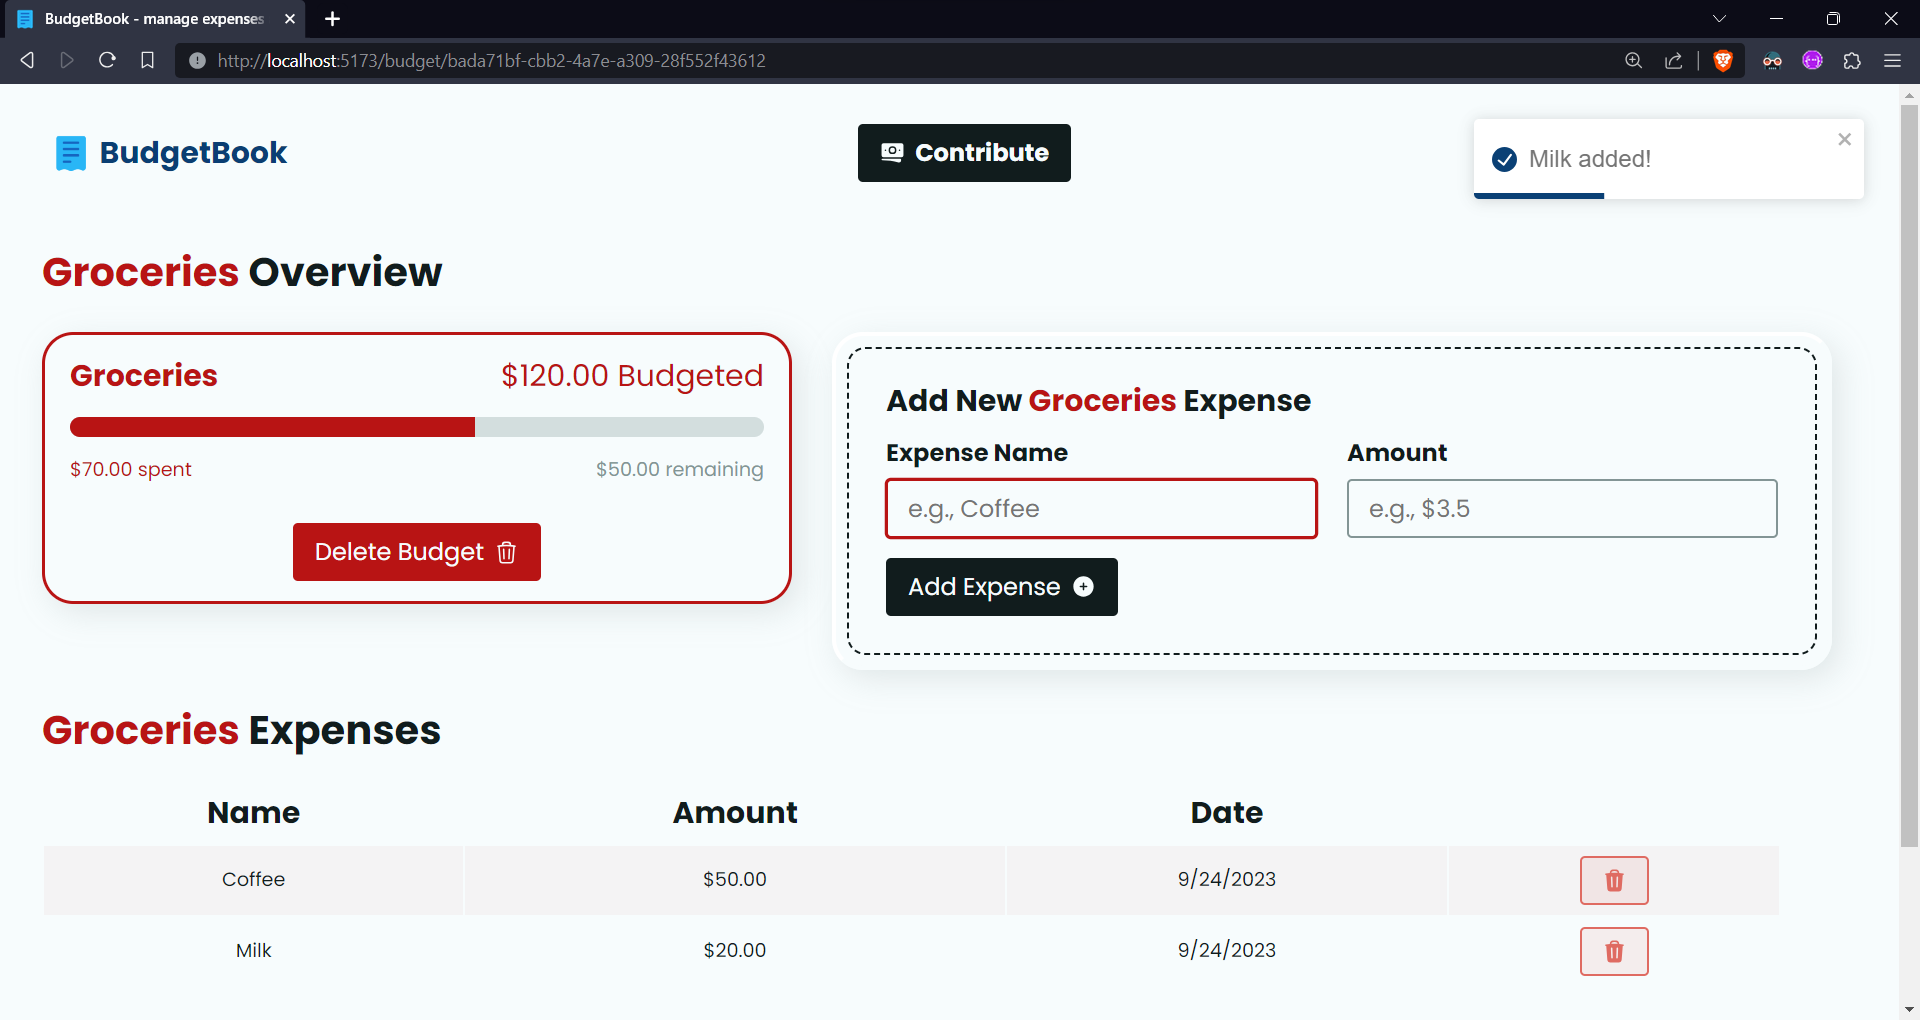 BudgetBook - manage expenses
http://localhost:5173/budget/bada71bf-cbb2-4a7e-a309-28f552f43612
BudgetBook
Contribute
Milk added!
Groceries Overview
Groceries
$120.00 Budgeted
$70.00 spent
$50.00 remaining
Delete Budget
Add New Groceries Expense
Expense Name
Amount
e.g., Coffee
e.g., $3.5
Add Expense
Groceries Expenses
Name Amount Date
Coffee $50.00 9/24/2023
Milk $20.00 9/24/2023